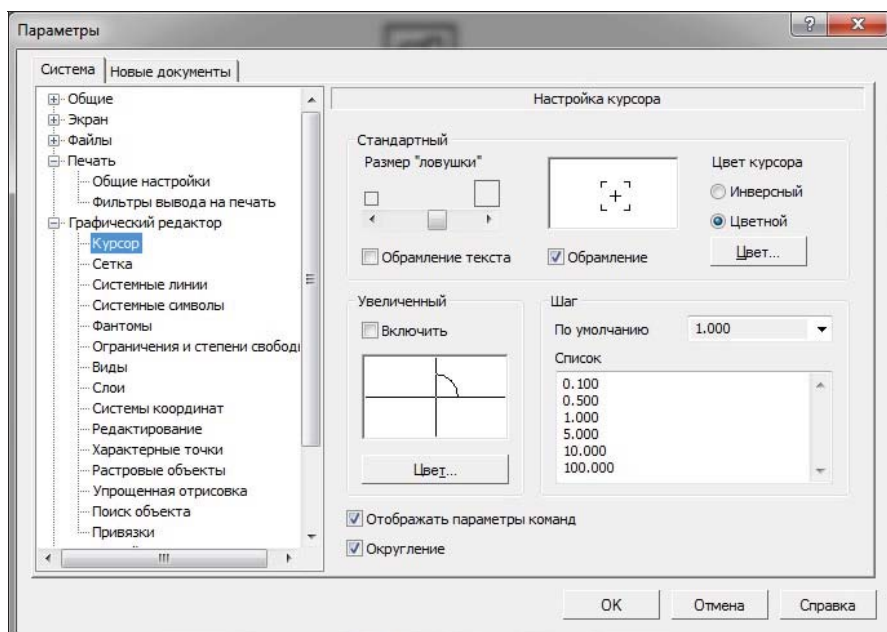 Параметры
Система
Новые документы
Общие
Экран
Файлы
Печать
Общие настройки
Фильтры вывода на печать
Графический редактор
Курсор
Сетка
Системные линии
Системные символы
Фантомы
Ограничения и степени свободы
Виды
Слои
Системы координат
Редактирование
Характерные точки
Растровые объекты
Упрощенная отрисовка
Поиск объекта
Привязки
Настройка курсора
Стандартный
Размер "ловушки"
Обрамление текста
Обрамление
Цвет курсора
Инверсный
Цветной
Цвет...
Увеличенный
Включить
Цвет...
Шаг
По умолчанию 1.000
Список
0.100
0.500
1.000
5.000
10.000
100.000
Отображать параметры команд
Округление
OK
Отмена
Справка